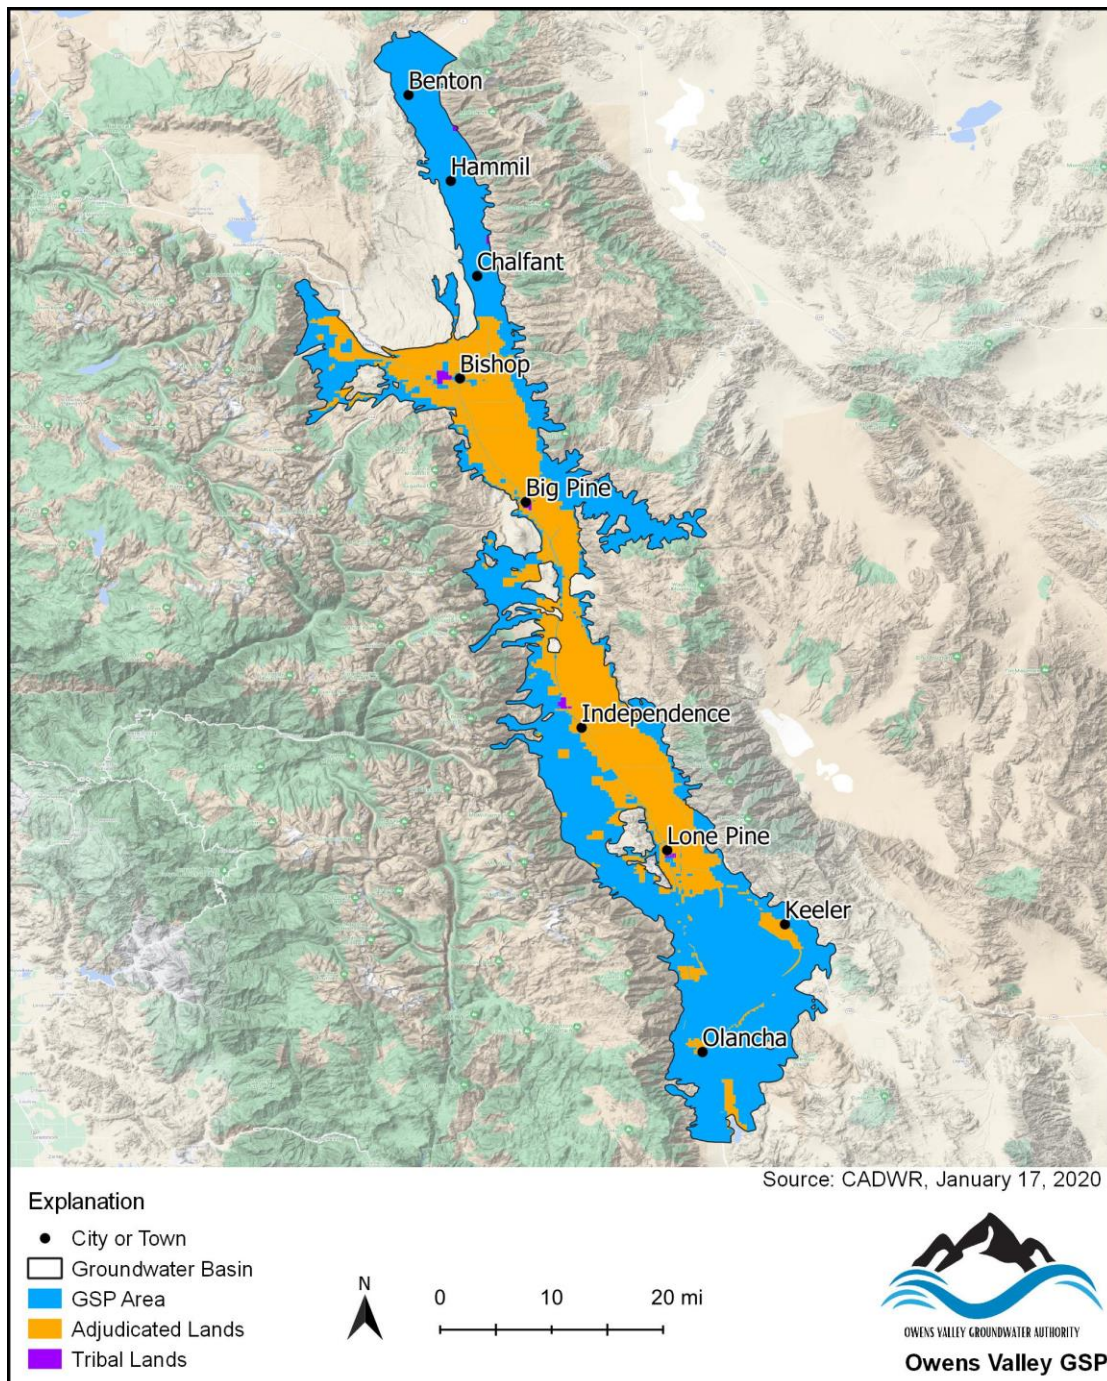 Benton
Hammil
Chalfant
Bishop
Big Pine
Independence
Lone Pine
Keeler
Olancha
Source: CADWR, January 17, 2020
Explanation
City or Town
Groundwater Basin
GSP Area
Adjudicated Lands
Tribal Lands
N
0 10 20 mi
OWENS VALLEY GROUNDWATER AUTHORITY
Owens Valley GSP